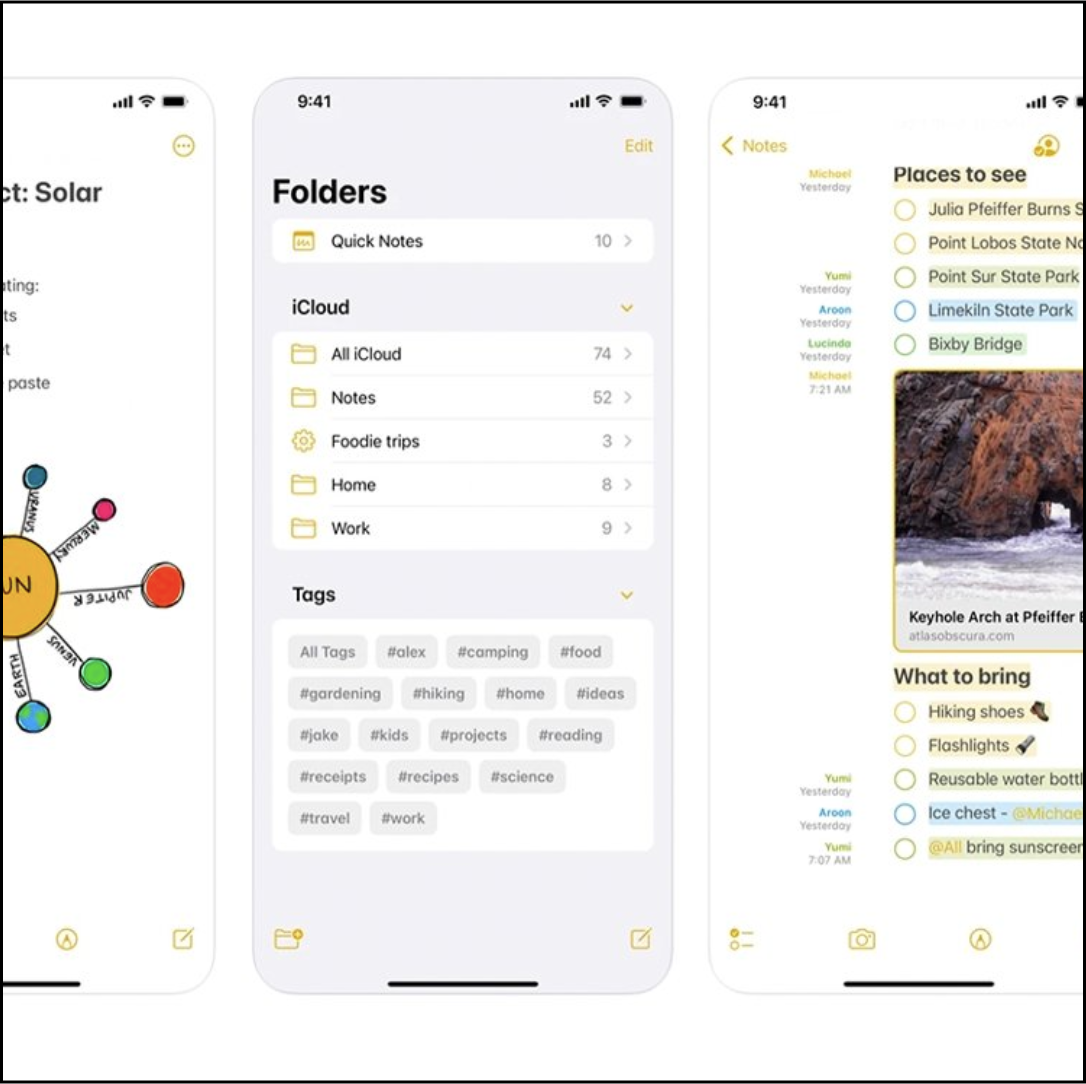 ct: Solar
ating:
ts
t
paste
URANUS
MERCURY
UN
JUPITER
VENUS
EARTH
9:41
Edit
Folders
Quick Notes 10
iCloud
All iCloud 74
Notes 52
Foodie trips 3
Home 8
Work 9
Tags
All Tags #alex #camping #food
#gardening #hiking #home #ideas
#jake #kids #projects #reading
#receipts #recipes #science
#travel #work
9:41
Notes
Michael
Yesterday
Places to see
Julia Pfeiffer Burns S
Point Lobos State Na
Yumi
Yesterday
Point Sur State Park
Aroon
Yesterday
Limekiln State Park
Lucinda
Yesterday
Bixby Bridge
Michael
7:21 AM
Keyhole Arch at Pfeiffer B
atlasobscura.com
What to bring
Hiking shoes 🥾
Flashlights 🔦
Yumi
Yesterday
Reusable water bottl
Aroon
Yesterday
Ice chest - @Michae
Yumi
7:07 AM
@All bring sunscreen